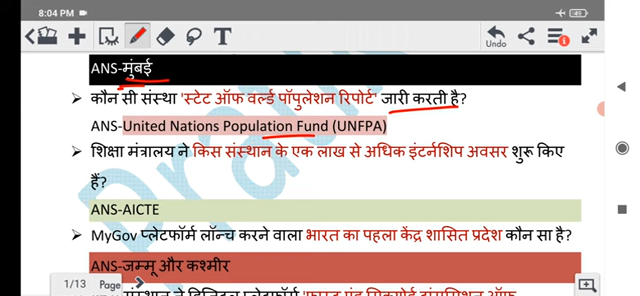 8:04 PM
49
Undo
ANS-मुंबई
➢ कौन सी संस्था 'स्टेट ऑफ वर्ल्ड पॉपुलेशन रिपोर्ट' जारी करती है?
ANS-United Nations Population Fund (UNFPA)
➢ शिक्षा मंत्रालय ने किस संस्थान के एक लाख से अधिक इंटर्नशिप अवसर शुरू किए
हैं?
ANS-AICTE
➢ MyGov प्लेटफॉर्म लॉन्च करने वाला भारत का पहला केंद्र शासित प्रदेश कौन सा है?
ANS-जम्मू और कश्मीर
1/13 Page